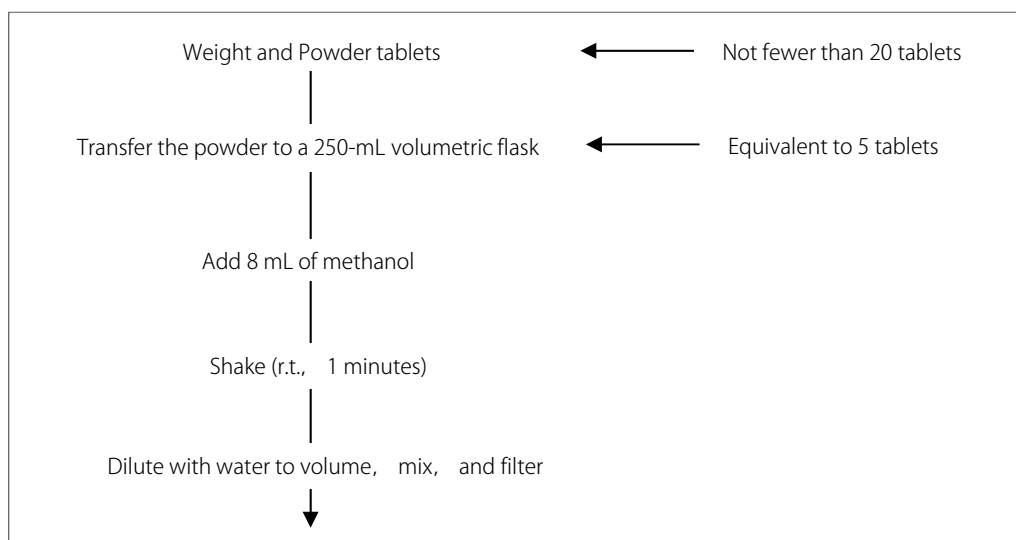 Weight and Powder tablets
Not fewer than 20 tablets
Transfer the powder to a 250-mL volumetric flask
Equivalent to 5 tablets
Add 8 mL of methanol
Shake (r.t., 1 minutes)
Dilute with water to volume, mix, and filter